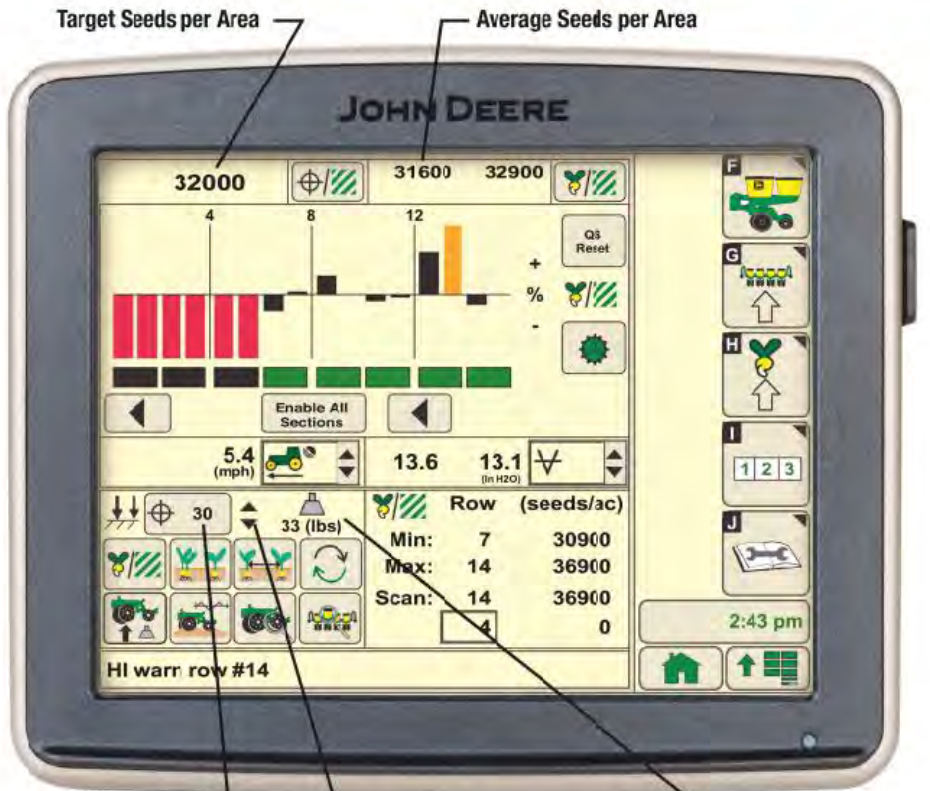 Target Seeds per Area
Average Seeds per Area
JOHN DEERE
32000
31600 32900
4 8 12
QS
Reset
+
%
-
Enable All
Sections
5.4
(mph)
13.6 13.1
(In H2O)
30
33 (lbs)
Row (seeds/ac)
Min: 7 30900
Max: 14 36900
Scan: 14 36900
4 0
HI warn row #14
F
G
H
I
1 2 3
J
2:43 pm